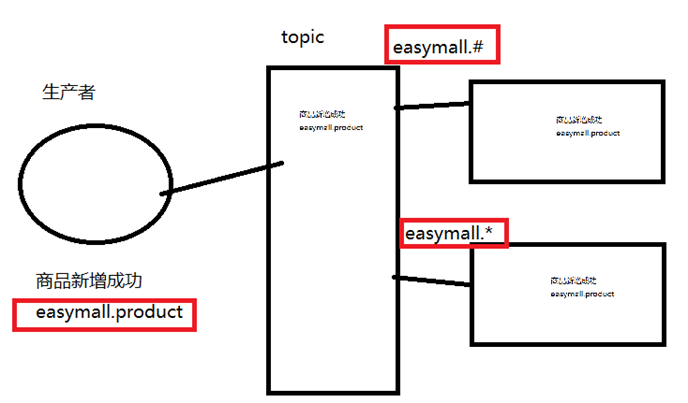 topic
easymall.#
生产者
商品新增成功
easymall.product
商品新增成功
easymall.product
easymall.*
商品新增成功
easymall.product
商品新增成功
easymall.product